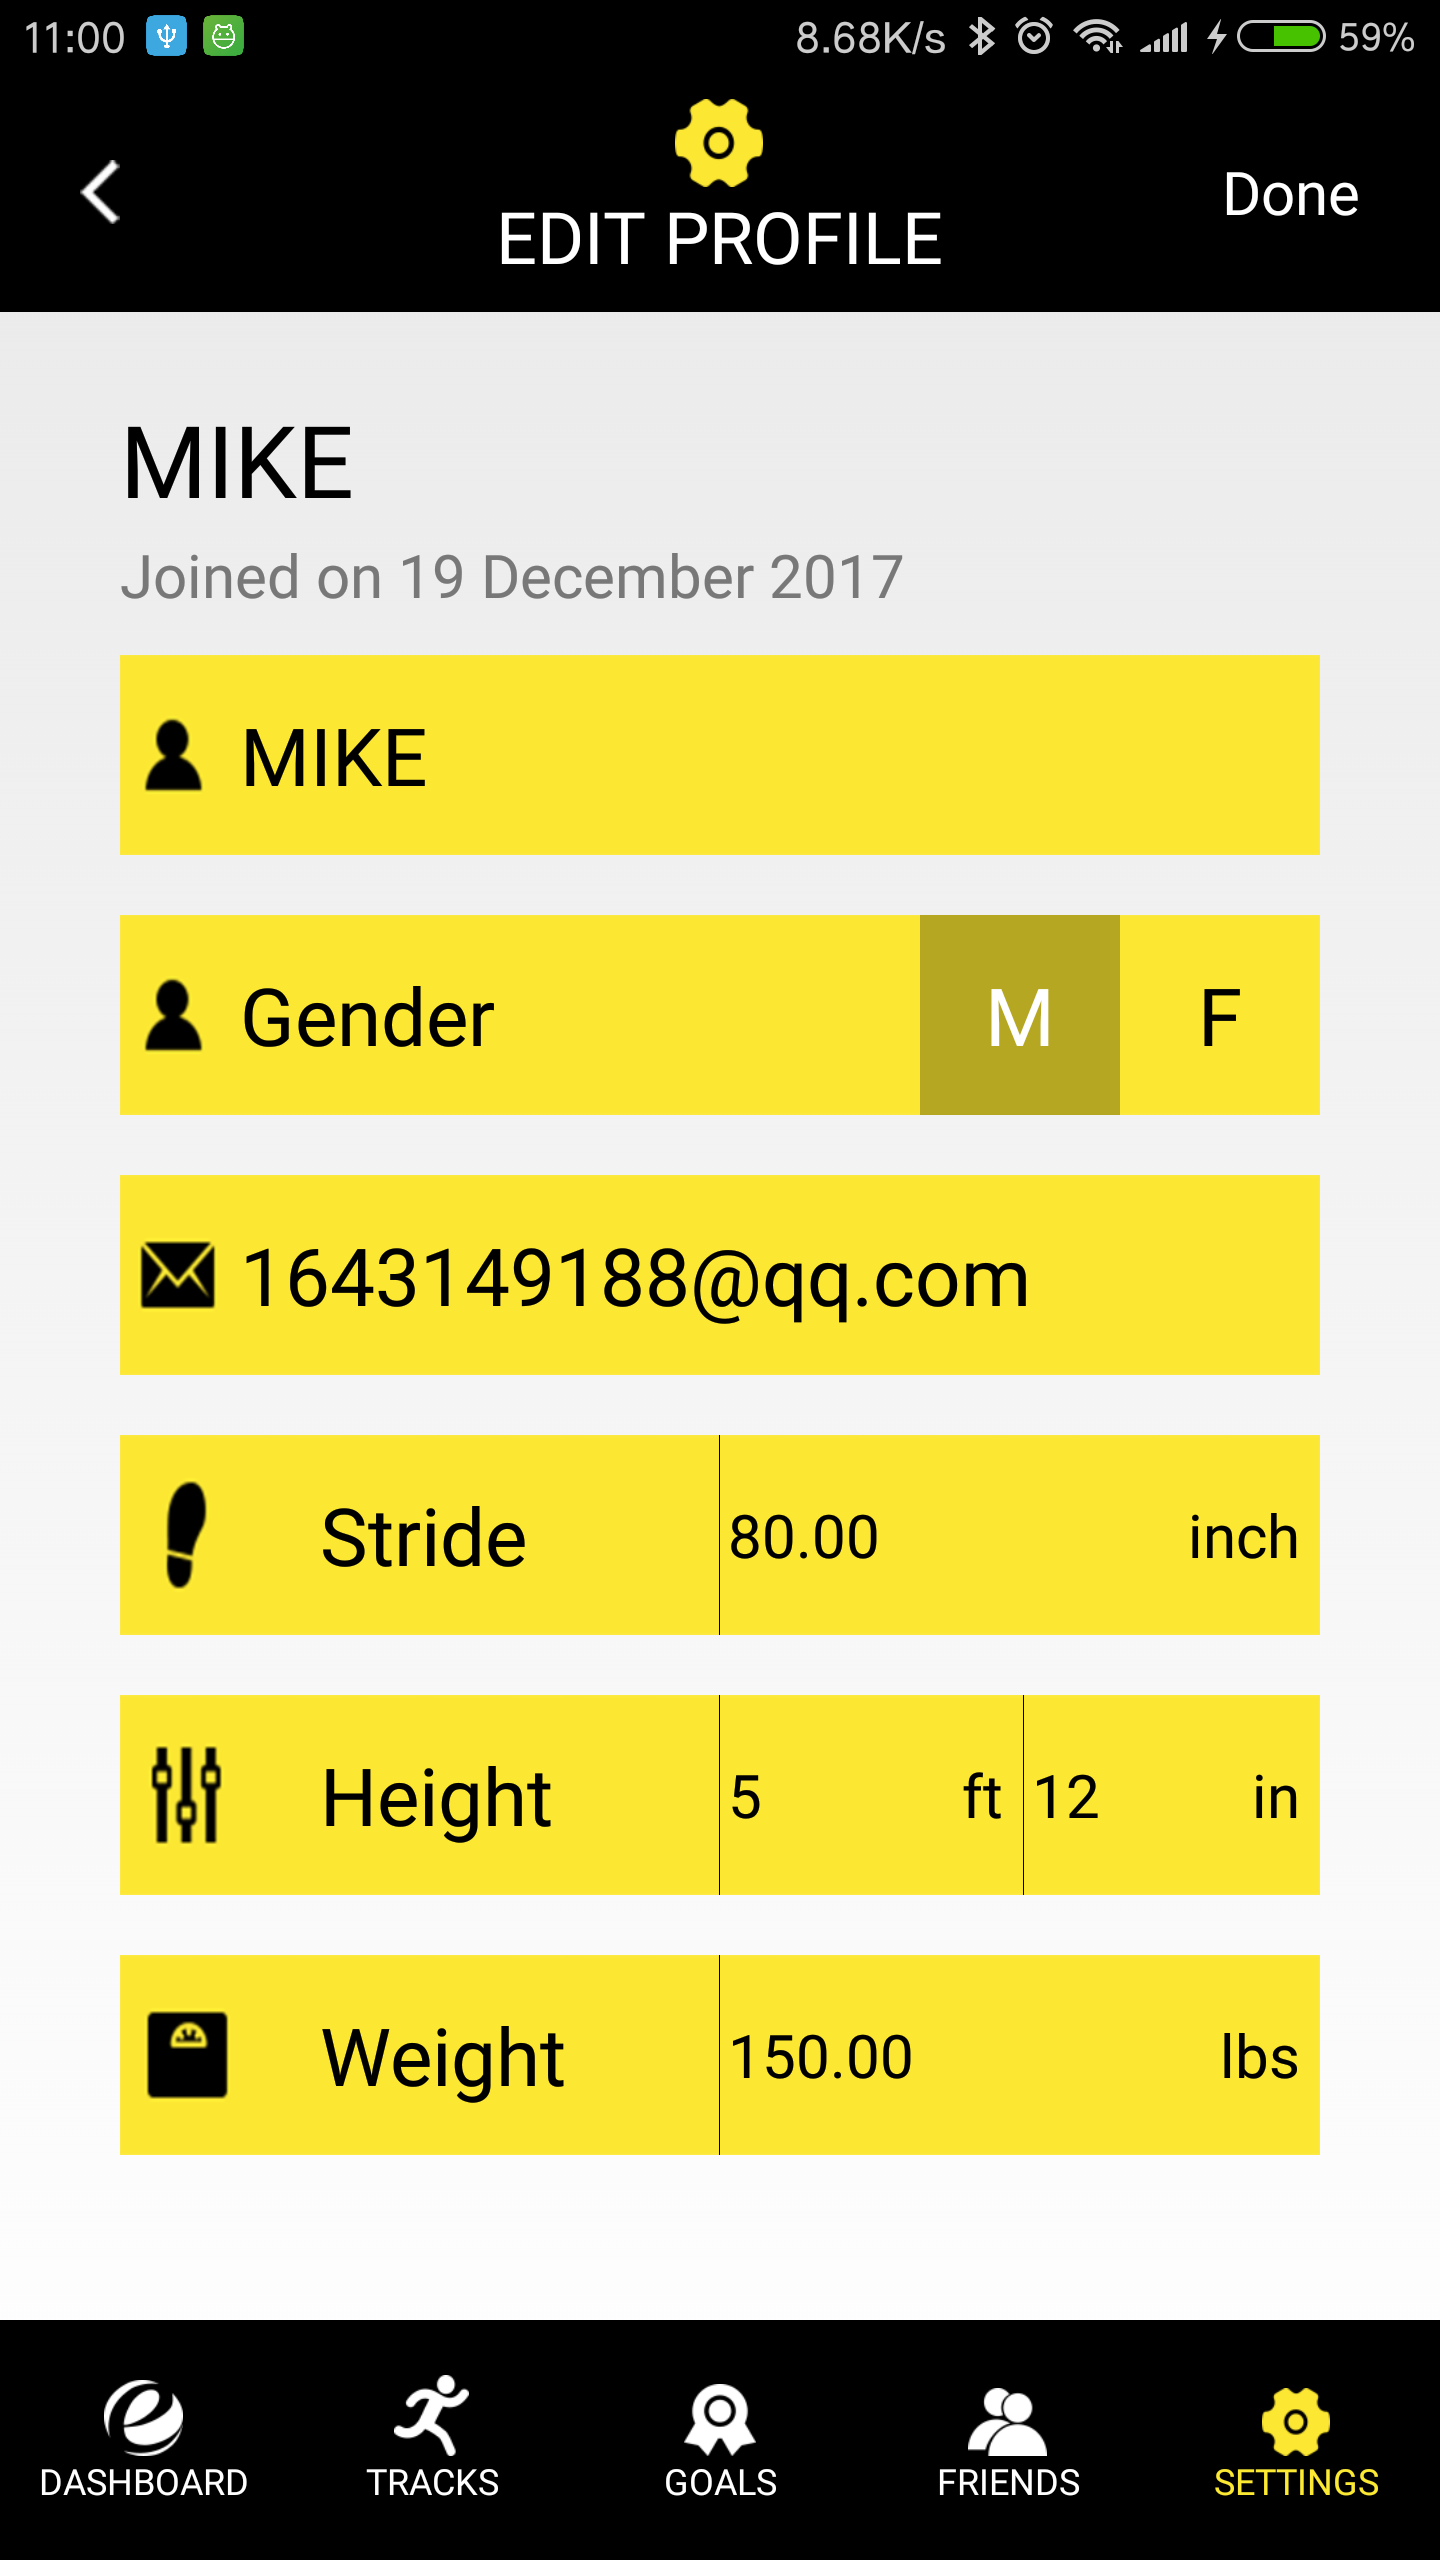 11:00 8.68K/s 59%
EDIT PROFILE
Done
MIKE
Joined on 19 December 2017
MIKE
Gender M F
1643149188@qq.com
Stride 80.00 inch
Height 5 ft 12 in
Weight 150.00 lbs
DASHBOARD TRACKS GOALS FRIENDS SETTINGS